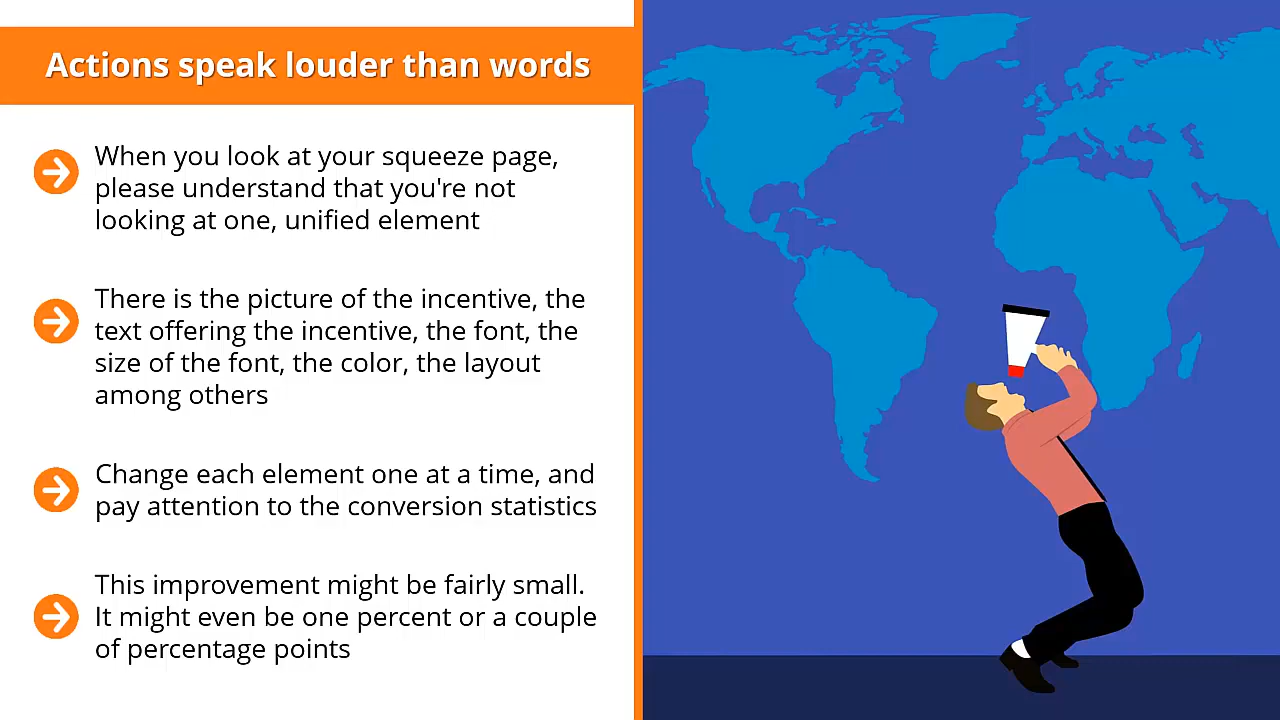 Actions speak louder than words
When you look at your squeeze page,
please understand that you're not
looking at one, unified element
There is the picture of the incentive, the
text offering the incentive, the font, the
size of the font, the color, the layout
among others
Change each element one at a time, and
pay attention to the conversion statistics
This improvement might be fairly small.
It might even be one percent or a couple
of percentage points